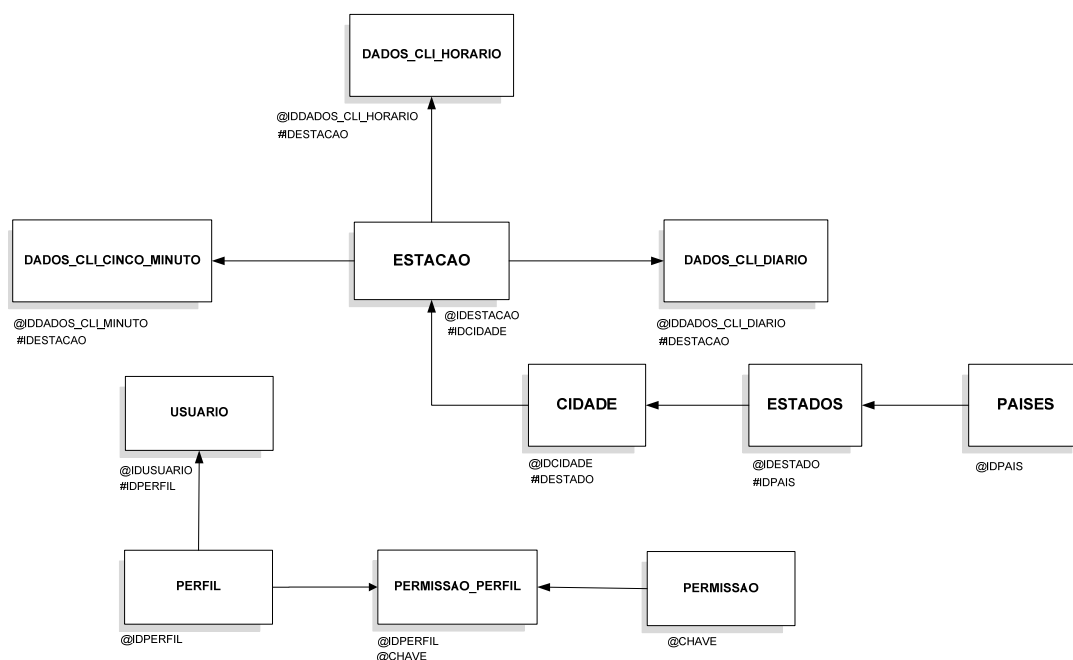 DADOS_CLI_HORARIO
@IDDADOS_CLI_HORARIO
#IDESTACAO
DADOS_CLI_CINCO_MINUTO
@IDDADOS_CLI_MINUTO
#IDESTACAO
ESTACAO
@IDESTACAO
#IDCIDADE
DADOS_CLI_DIARIO
@IDDADOS_CLI_DIARIO
#IDESTACAO
USUARIO
@IDUSUARIO
#IDPERFIL
CIDADE
@IDCIDADE
#IDESTADO
ESTADOS
@IDESTADO
#IDPAIS
PAISES
@IDPAIS
PERFIL
@IDPERFIL
PERMISSAO_PERFIL
@IDPERFIL
@CHAVE
PERMISSÃO
@CHAVE